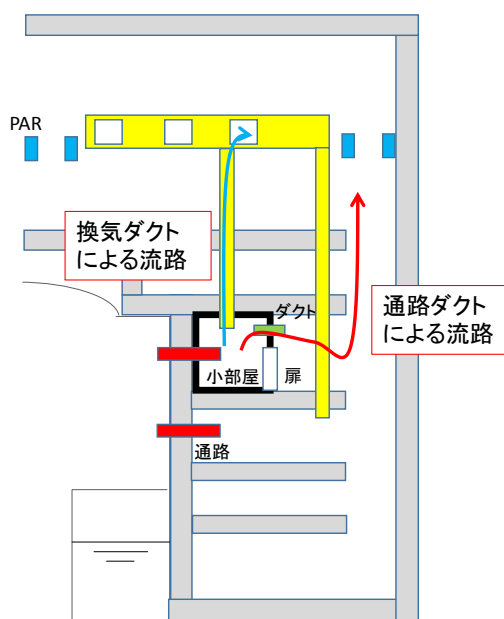 PAR
換気ダクト
による流路
ダクト
通路ダクト
による流路
小部屋
扉
通路